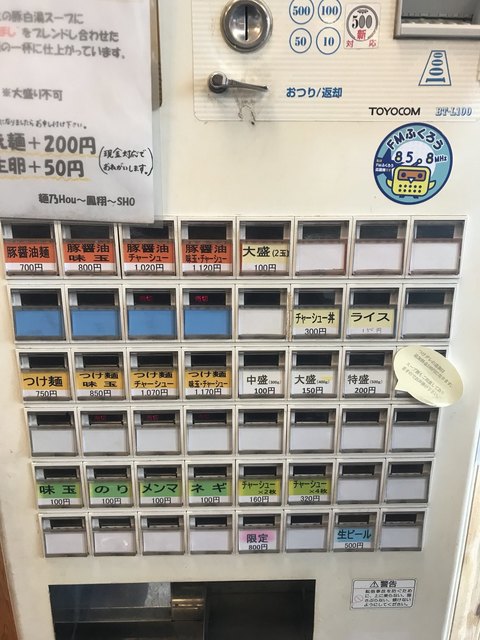 の豚白湯スープに
をブレンドし合わせた
の一杯に仕上がっています。
※大盛り不可
麺+200円
(現金対応で
おねがいします。)
生卵+50円
麺乃Hou〜鳳翔〜SHO
500 100
50 10
500
新
対応
1000
おつり/返却
TOYOCOM BT-L100
FMふくろう
85.8MHz
豚醤油麺
700円
豚醤油
味玉
800円
豚醤油
チャーシュー
1,020円
豚醤油
味玉・チャーシュー
1,120円
大盛(2玉)
100円
チャーシュー丼
300円
ライス
つけ麺
750円
つけ麺
味玉
850円
つけ麺
チャーシュー
1,070円
つけ麺
味玉・チャーシュー
1,170円
中盛(300g)
100円
大盛(400g)
150円
特盛(500g)
200円
味玉
100円
のり
100円
メンマ
100円
ネギ
100円
チャーシュー
×2枚
160円
チャーシュー
×4枚
320円
限定
800円
生ビール
500円
警告